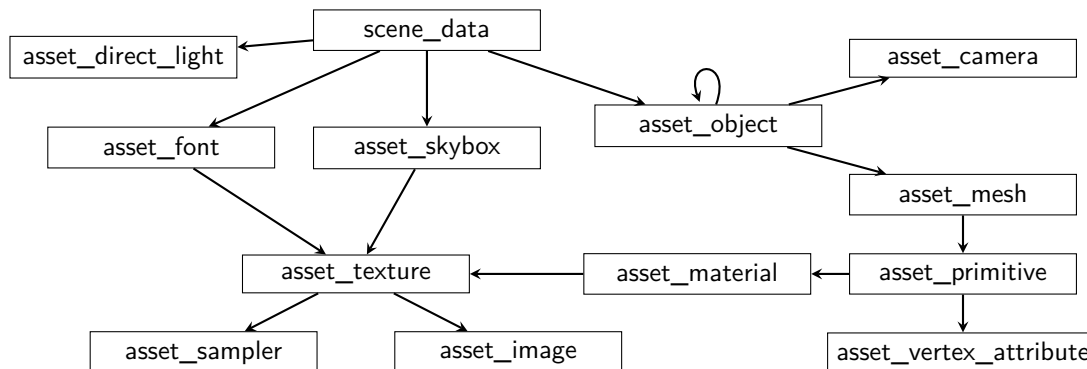 scene_data
asset_direct_light
asset_camera
asset_object
asset_font
asset_skybox
asset_mesh
asset_texture
asset_material
asset_primitive
asset_sampler
asset_image
asset_vertex_attribute